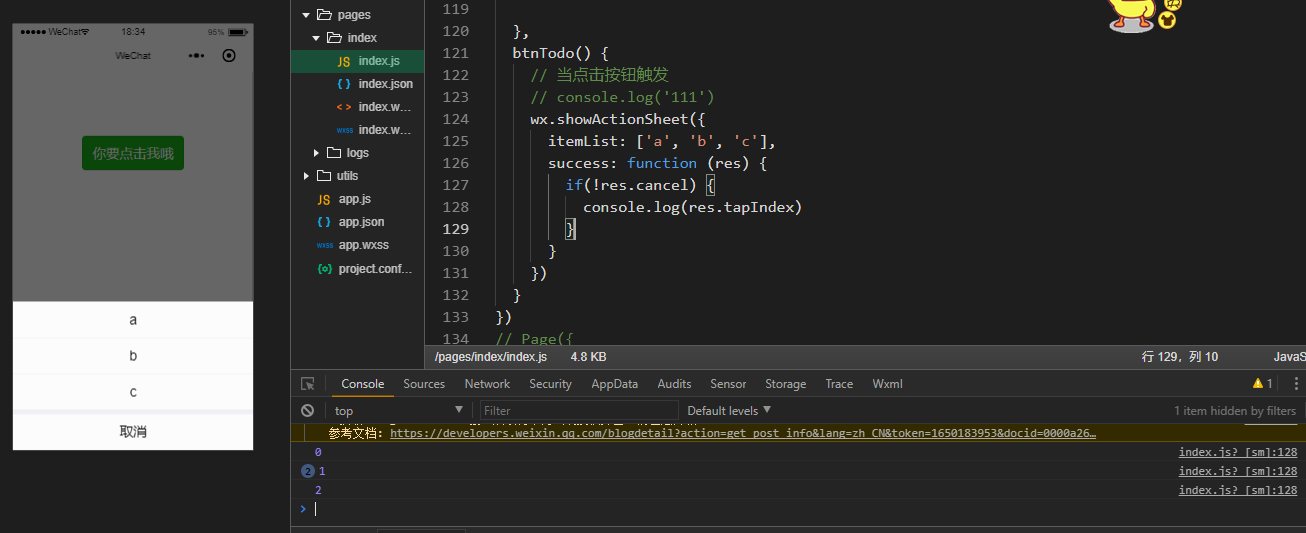 WeChat
18:34
95%
WeChat
你要点击我哦
a
b
c
取消
pages
index
JS index.js
{ } index.json
<> index.w...
wxss index.w...
logs
utils
JS app.js
{ } app.json
wxss app.wxss
{o} project.conf...
119
120 },
121 btnTodo() {
122 // 当点击按钮触发
123 // console.log('111')
124 wx.showActionSheet({
125 itemList: ['a', 'b', 'c'],
126 success: function (res) {
127 if(!res.cancel) {
128 console.log(res.tapIndex)
129 }
130 }
131 })
132 }
133 })
134 // Page({
/pages/index/index.js 4.8 KB 行 129，列 10 JavaS
Console Sources Network Security AppData Audits Sensor Storage Trace Wxml 1
top Filter Default levels 1 item hidden by filters
参考文档: https://developers.weixin.qq.com/blogdetail?action=get_post_info&lang=zh_CN&token=1650183953&docid=0000a26…
0 index.js? [sm]:128
2 1 index.js? [sm]:128
2 index.js? [sm]:128
>